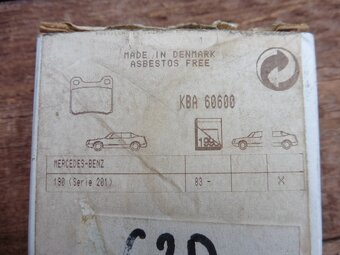 MADE IN DENMARK
ASBESTOS FREE
KBA 60600
MERCEDES-BENZ
190 (Serie 201) 83 - X